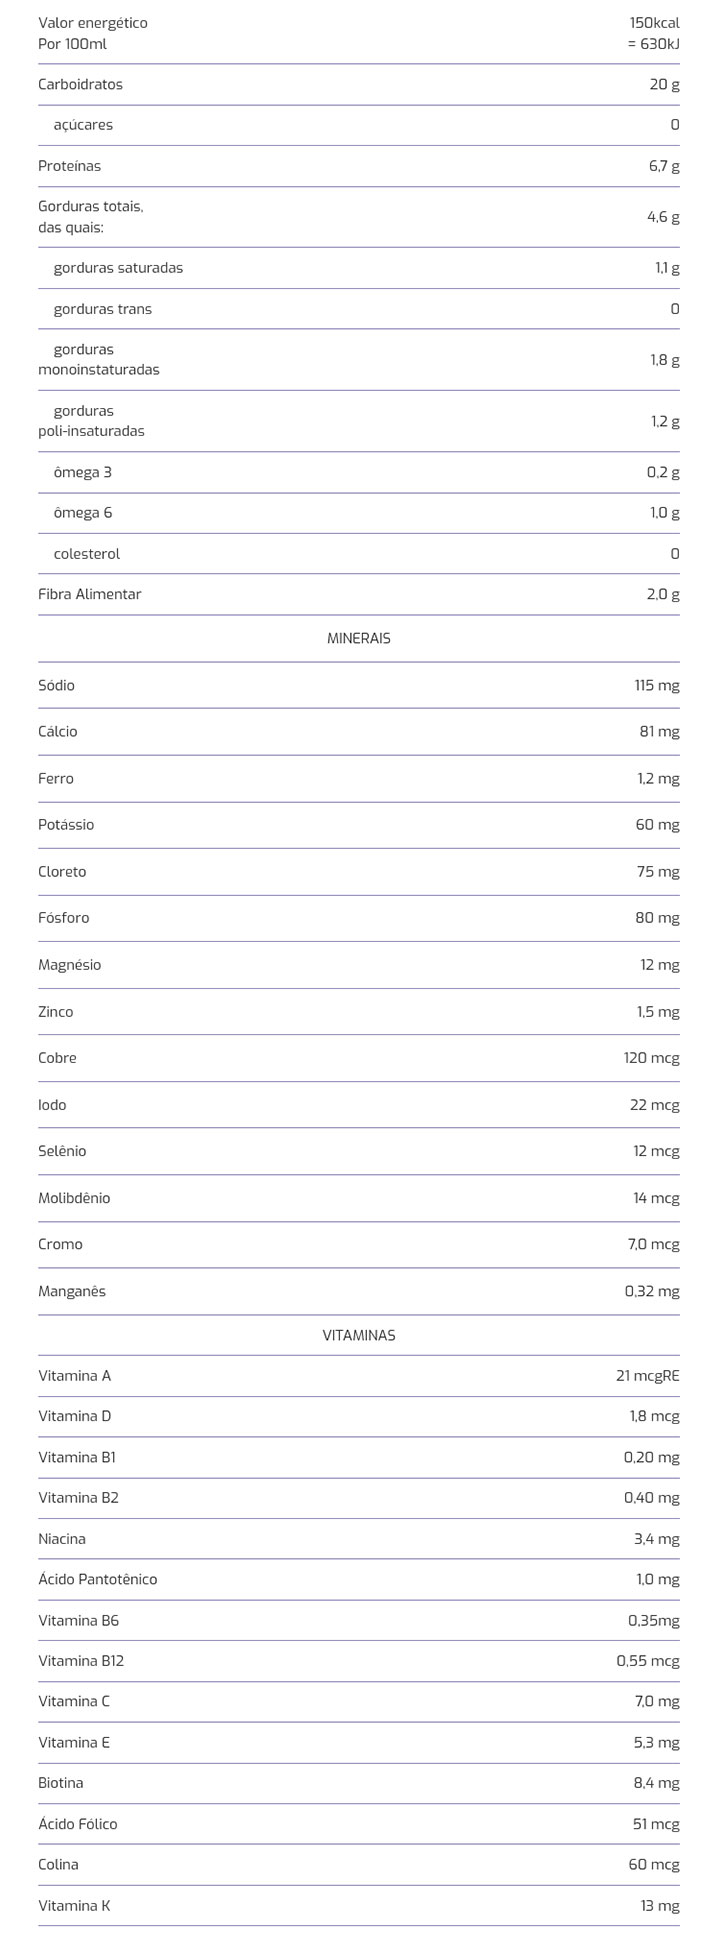 Valor energético 150kcal
Por 100ml = 630kJ
Carboidratos 20 g
açúcares 0
Proteínas 6,7 g
Gorduras totais,
das quais: 4,6 g
gorduras saturadas 1,1 g
gorduras trans 0
gorduras
monoinstaturadas 1,8 g
gorduras
poli-insaturadas 1,2 g
ômega 3 0,2 g
ômega 6 1,0 g
colesterol 0
Fibra Alimentar 2,0 g
MINERAIS
Sódio 115 mg
Cálcio 81 mg
Ferro 1,2 mg
Potássio 60 mg
Cloreto 75 mg
Fósforo 80 mg
Magnésio 12 mg
Zinco 1,5 mg
Cobre 120 mcg
Iodo 22 mcg
Selênio 12 mcg
Molibdênio 14 mcg
Cromo 7,0 mcg
Manganês 0,32 mg
VITAMINAS
Vitamina A 21 mcgRE
Vitamina D 1,8 mcg
Vitamina B1 0,20 mg
Vitamina B2 0,40 mg
Niacina 3,4 mg
Ácido Pantotênico 1,0 mg
Vitamina B6 0,35mg
Vitamina B12 0,55 mcg
Vitamina C 7,0 mg
Vitamina E 5,3 mg
Biotina 8,4 mg
Ácido Fólico 51 mcg
Colina 60 mcg
Vitamina K 13 mg